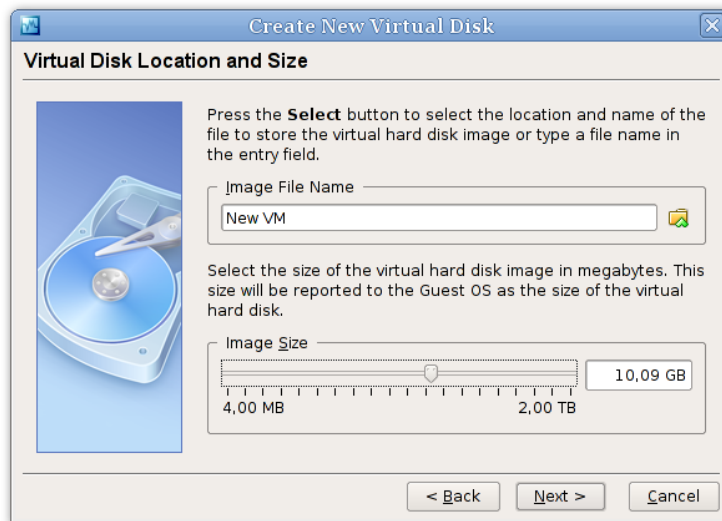 Create New Virtual Disk
Virtual Disk Location and Size
Press the Select button to select the location and name of the
file to store the virtual hard disk image or type a file name in
the entry field.
Image File Name
New VM
Select the size of the virtual hard disk image in megabytes. This
size will be reported to the Guest OS as the size of the virtual
hard disk.
Image Size
10,09 GB
4,00 MB 2,00 TB
< Back Next > Cancel